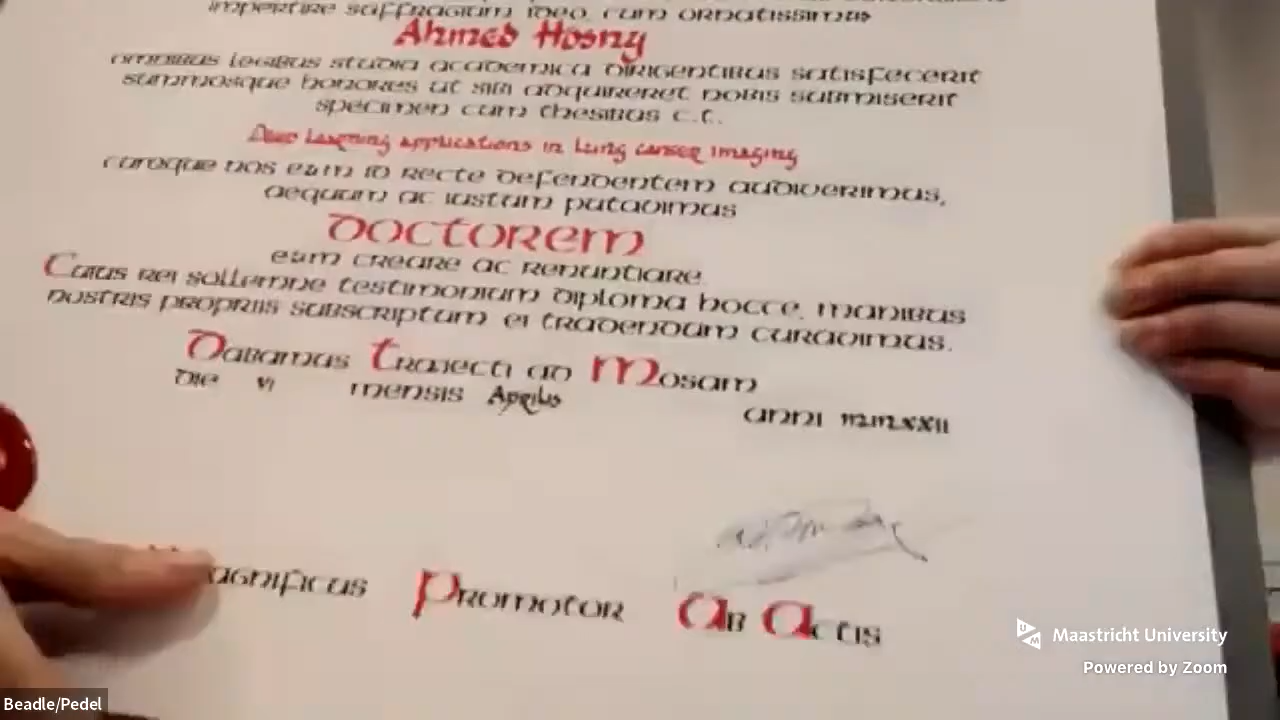 impertire suffragium ideo, cum ornatissimus
Ahmed Hosny
omnibus legibus studia academica dirigentibus satisfecerit
summosque honores ut sibi adquireret nobis submiserit
specimen cum thesibus c.t.
Deep learning applications in lung cancer imaging
cumque nos eum id recte defendentem audiverimus,
aequum ac iustum putavimus
Doctorem
eum creare ac renuntiare.
Cuius rei sollemne testimonium diploma hocce, manibus
nostris propriis subscriptum ei tradendum curavimus.
Dabamus Traiecti ad Mosam
die vi mensis Aprilis anni MMXXII
agnificus Promotor Ab Actis
Maastricht University
Powered by Zoom
Beadle/Pedel